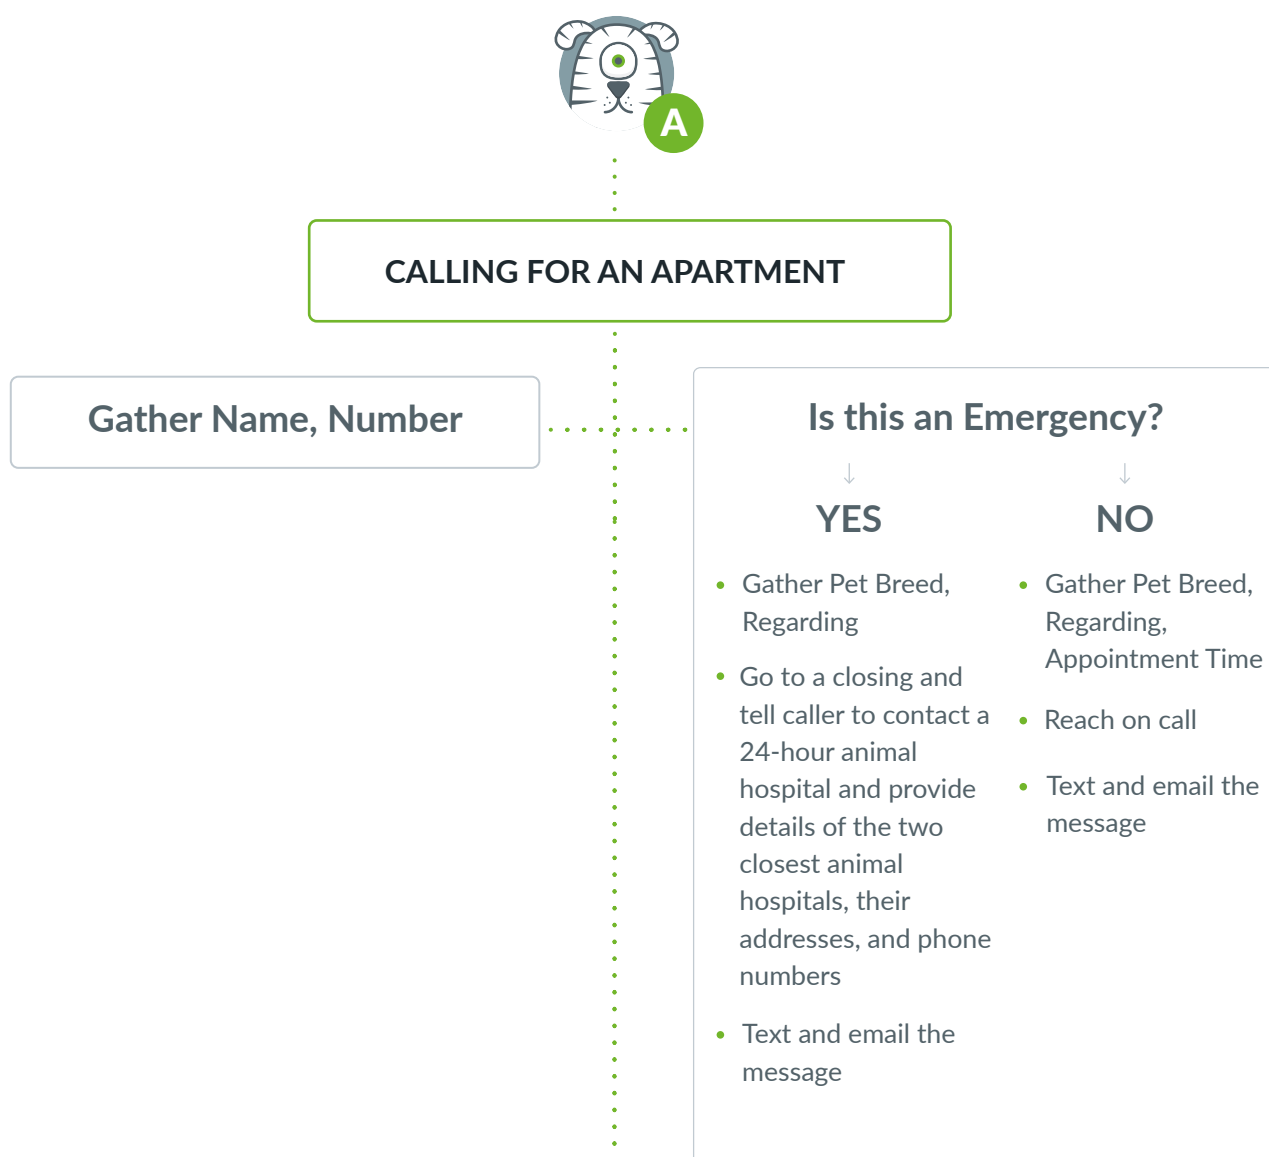 A
CALLING FOR AN APARTMENT
Gather Name, Number
Is this an Emergency?
YES
Gather Pet Breed,
Regarding
Go to a closing and
tell caller to contact a
24-hour animal
hospital and provide
details of the two
closest animal
hospitals, their
addresses, and phone
numbers
Text and email the
message
NO
Gather Pet Breed,
Regarding,
Appointment Time
Reach on call
Text and email the
message